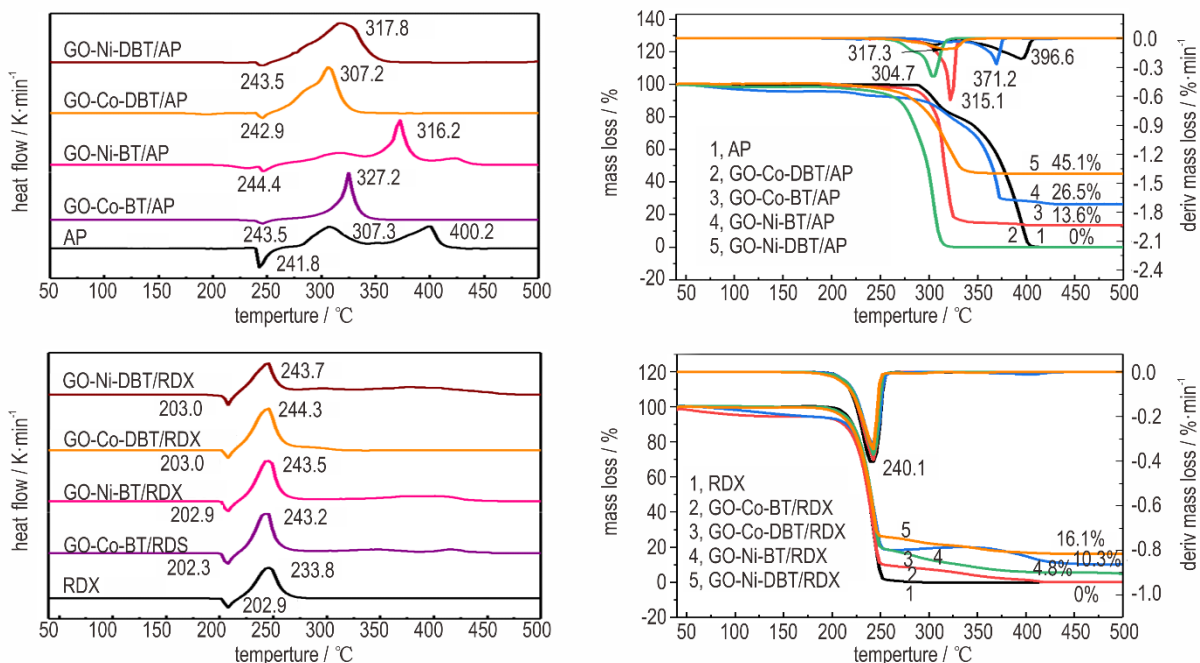 GO-Ni-DBT/AP
317.8
243.5
GO-Co-DBT/AP
307.2
242.9
GO-Ni-BT/AP
316.2
244.4
GO-Co-BT/AP
327.2
243.5
AP
307.3
400.2
241.8
heat flow / K·min⁻¹
50 100 150 200 250 300 350 400 450 500
temperture / ℃
140
120
100
80
60
40
20
0
-20
mass loss / %
0.0
-0.3
-0.6
-0.9
-1.2
-1.5
-1.8
-2.1
-2.4
deriv mass loss / %·min⁻¹
317.3
304.7
315.1
371.2
396.6
1, AP
2, GO-Co-DBT/AP
3, GO-Co-BT/AP
4, GO-Ni-BT/AP
5, GO-Ni-DBT/AP
5 45.1%
4 26.5%
3 13.6%
2 1 0%
50 100 150 200 250 300 350 400 450 500
temperture / ℃
GO-Ni-DBT/RDX
243.7
203.0
GO-Co-DBT/RDX
244.3
203.0
GO-Ni-BT/RDX
243.5
202.9
GO-Co-BT/RDS
243.2
202.3
RDX
233.8
202.9
heat flow / K·min⁻¹
50 100 150 200 250 300 350 400 450 500
temperture / ℃
120
100
80
60
40
20
0
-20
mass loss / %
0.0
-0.2
-0.4
-0.6
-0.8
-1.0
deriv mass loss / %·min⁻¹
240.1
1, RDX
2, GO-Co-BT/RDX
3, GO-Co-DBT/RDX
4, GO-Ni-BT/RDX
5, GO-Ni-DBT/RDX
5
16.1%
3 4
10.3%
2
4.8%
1
0%
50 100 150 200 250 300 350 400 450 500
temperture / ℃